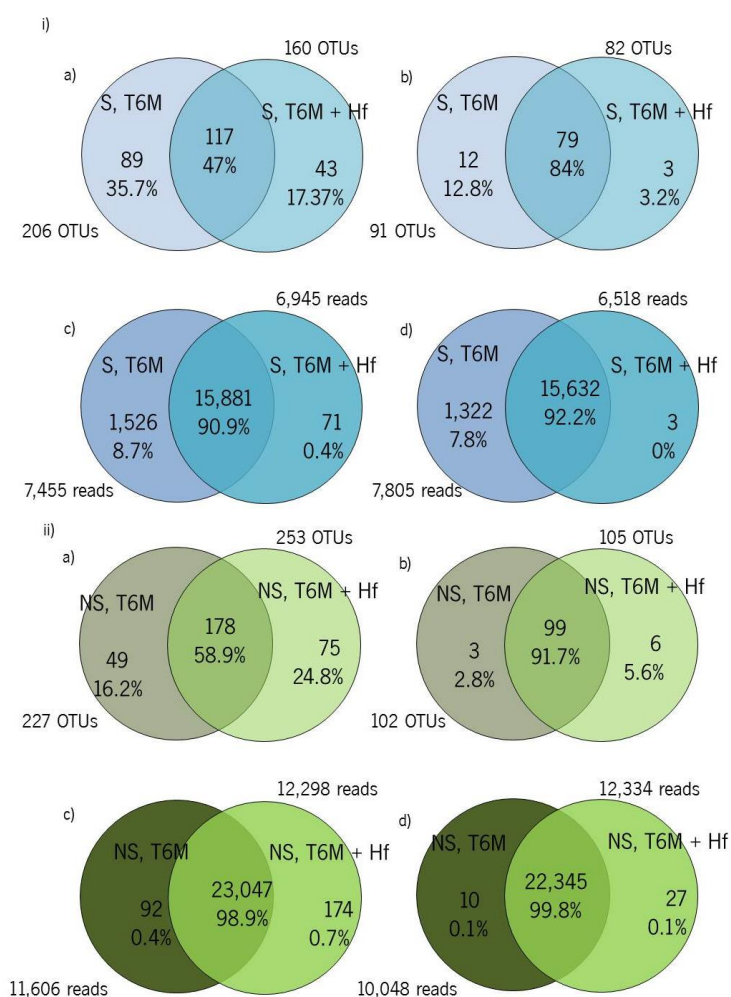 i)
160 OTUs
82 OTUs
a)
b)
S, T6M
S, T6M + Hf
S, T6M
S, T6M + Hf
89
35.7%
117
47%
43
17.37%
12
12.8%
79
84%
3
3.2%
206 OTUs
91 OTUs
6,945 reads
6,518 reads
c)
d)
S, T6M
S, T6M + Hf
S, T6M
S, T6M + Hf
1,526
8.7%
15,881
90.9%
71
0.4%
1,322
7.8%
15,632
92.2%
3
0%
7,455 reads
7,805 reads
ii)
253 OTUs
105 OTUs
a)
b)
NS, T6M
NS, T6M + Hf
NS, T6M
NS, T6M + Hf
49
16.2%
178
58.9%
75
24.8%
3
2.8%
99
91.7%
6
5.6%
227 OTUs
102 OTUs
12,298 reads
12,334 reads
c)
d)
NS, T6M
NS, T6M + Hf
NS, T6M
NS, T6M + Hf
92
0.4%
23,047
98.9%
174
0.7%
10
0.1%
22,345
99.8%
27
0.1%
11,606 reads
10,048 reads